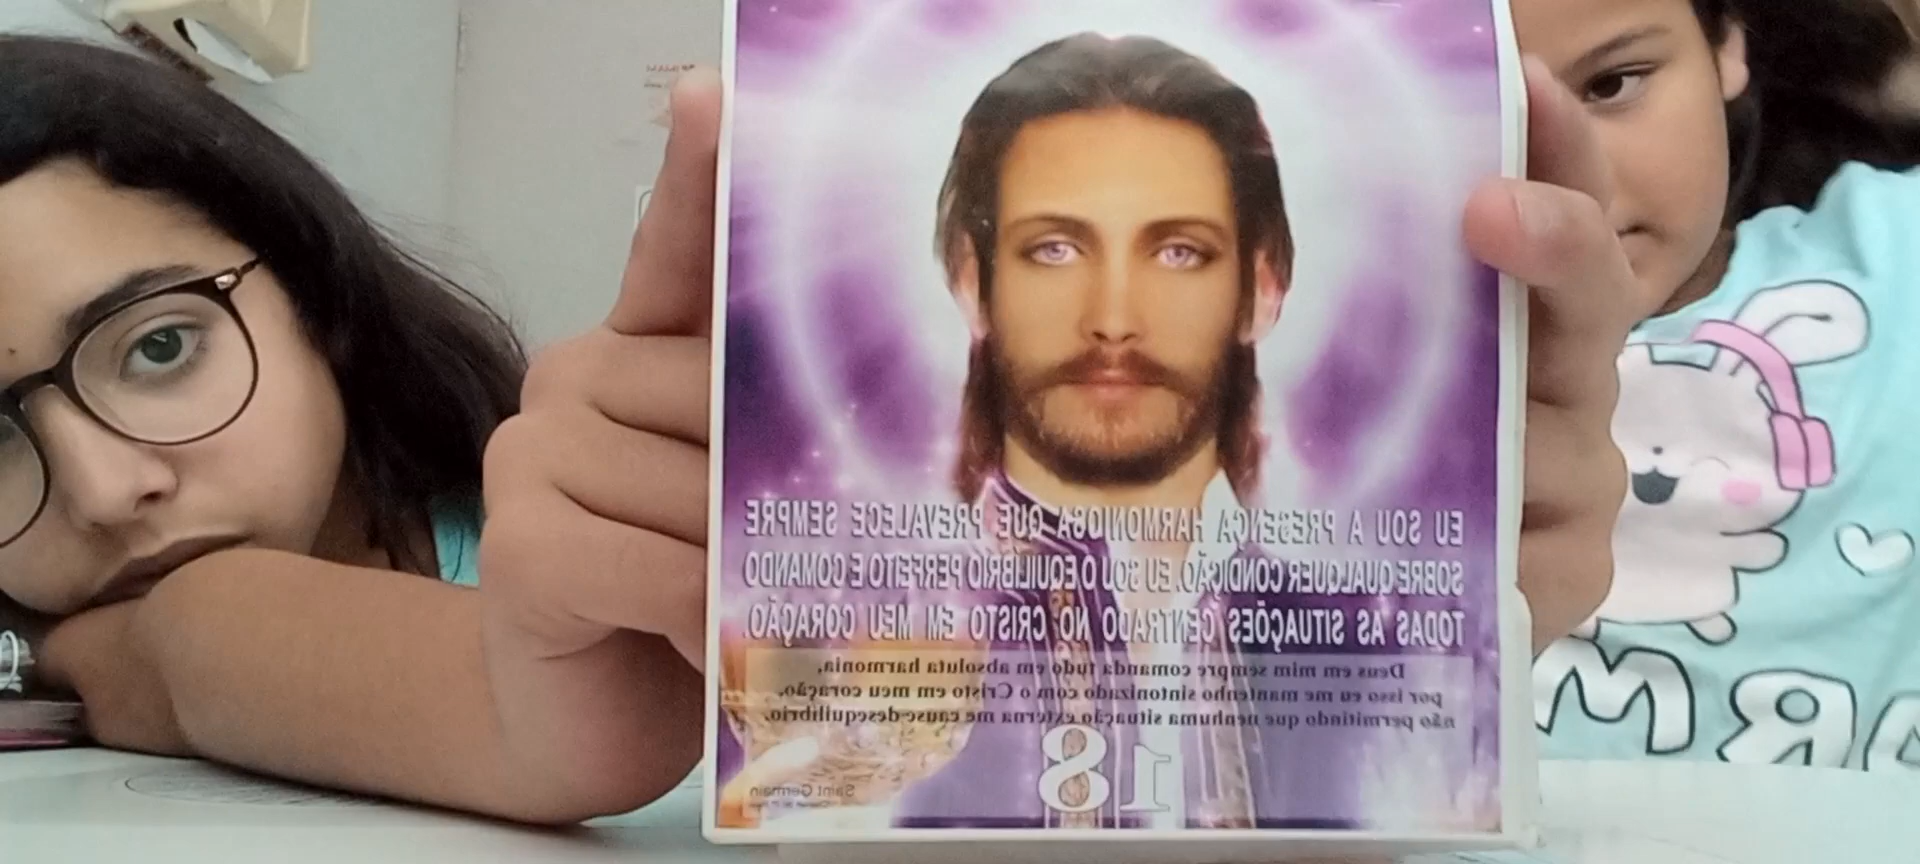 EU SOU A PRESENÇA HARMONIOSA QUE PREVALECE SEMPRE
SOBRE QUALQUER CONDIÇÃO, EU SOU O EQUILÍBRIO PERFEITO E COMANDO
TODAS AS SITUAÇÕES CENTRADO NO CRISTO EM MEU CORAÇÃO.
Deus em mim sempre comanda tudo em absoluta harmonia,
por isso eu me mantenho sintonizado com o Cristo em meu coração,
não permitindo que nenhuma situação externa me cause desequilíbrio.
18
Saint Germain